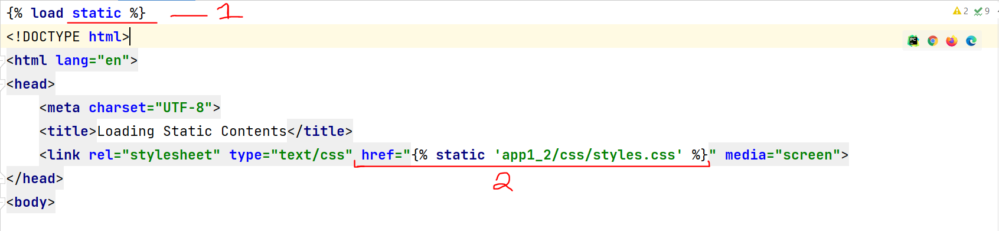 {% load static %} 1
2 9
<!DOCTYPE html>
PC
<html lang="en">
<head>
<meta charset="UTF-8">
<title>Loading Static Contents</title>
<link rel="stylesheet" type="text/css" href="{% static 'app1_2/css/styles.css' %}" media="screen">
2
</head>
<body>